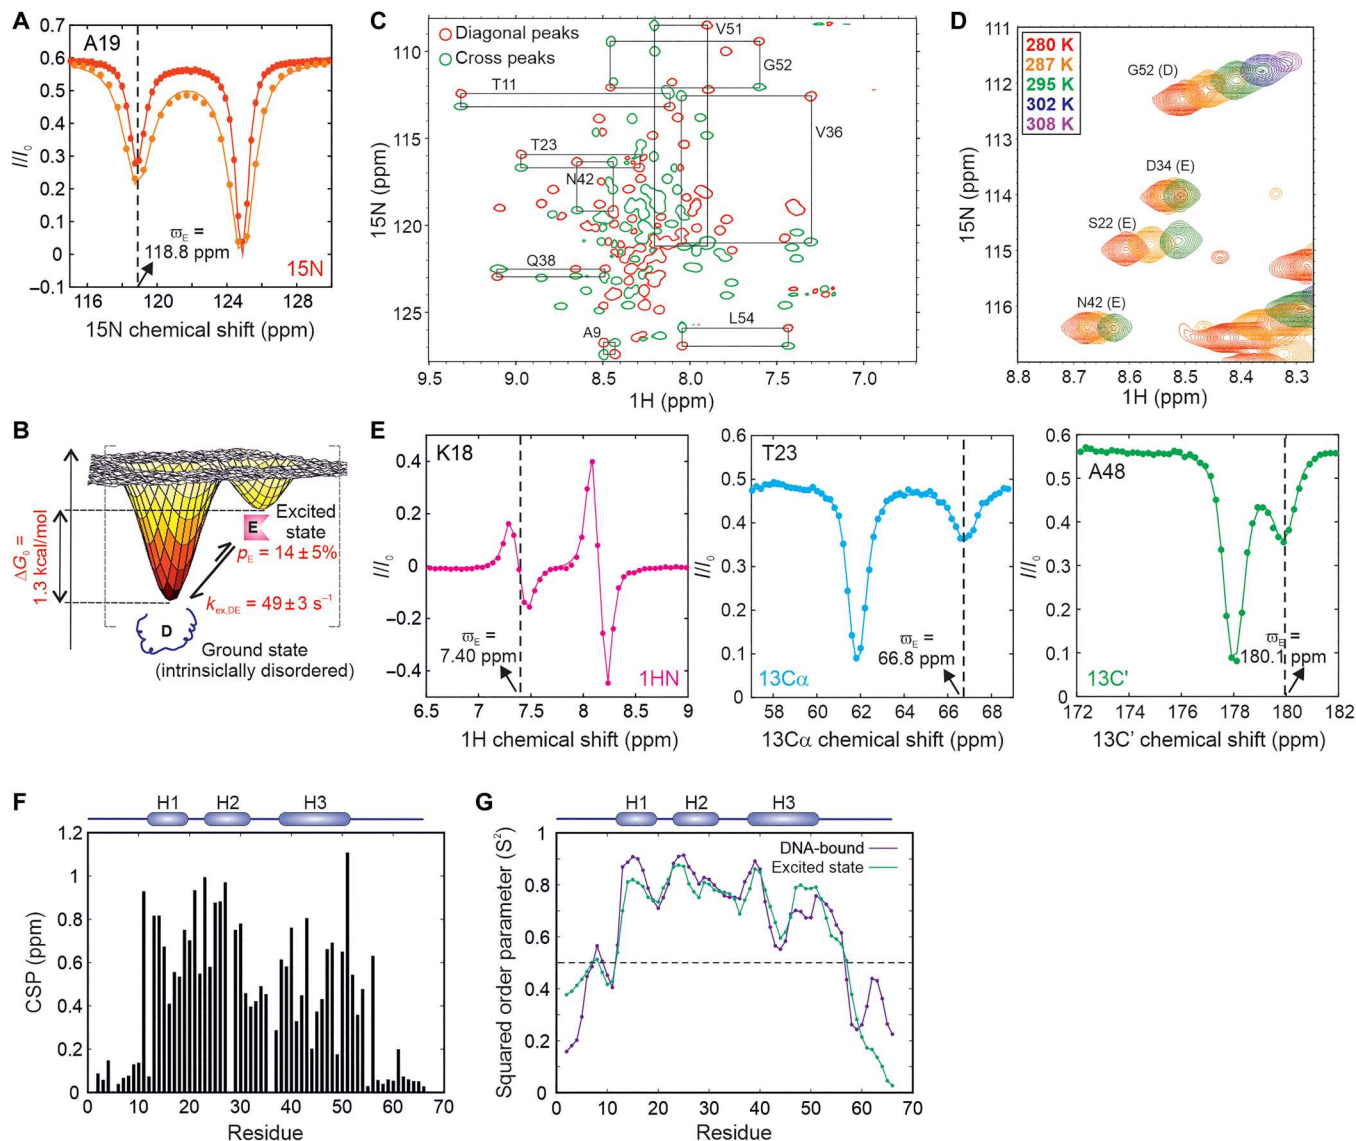 A
A19
I/I0
0.7
0.6
0.5
0.4
0.3
0.2
0.1
0
−0.1
ϖE =
118.8 ppm
15N
116 120 124 128
15N chemical shift (ppm)
B
ΔG0 =
1.3 kcal/mol
E
Excited
state
pE = 14 ± 5%
kex,DE = 49 ± 3 s−1
D
Ground state
(intrinsically disordered)
C
Diagonal peaks
Cross peaks
V51
G52
T11
V36
T23
N42
Q38
A9
L54
15N (ppm)
110
115
120
125
9.5 9.0 8.5 8.0 7.5 7.0
1H (ppm)
D
280 K
287 K
295 K
302 K
308 K
G52 (D)
D34 (E)
S22 (E)
N42 (E)
15N (ppm)
111
112
113
114
115
116
8.8 8.7 8.6 8.5 8.4 8.3
1H (ppm)
E
K18
I/I0
0.4
0.2
0
−0.2
−0.4
ϖE =
7.40 ppm
1HN
6.5 7 7.5 8 8.5 9
1H chemical shift (ppm)
T23
I/I0
0.6
0.5
0.4
0.3
0.2
0.1
0
ϖE =
66.8 ppm
13Cα
58 60 62 64 66 68
13Cα chemical shift (ppm)
A48
I/I0
0.6
0.5
0.4
0.3
0.2
0.1
0
ϖE =
180.1 ppm
13C'
172 174 176 178 180 182
13C’ chemical shift (ppm)
F
H1 H2 H3
CSP (ppm)
1.2
1
0.8
0.6
0.4
0.2
0
0 10 20 30 40 50 60 70
Residue
G
H1 H2 H3
DNA-bound
Excited state
Squared order parameter (S2)
1
0.8
0.6
0.4
0.2
0
0 10 20 30 40 50 60 70
Residue